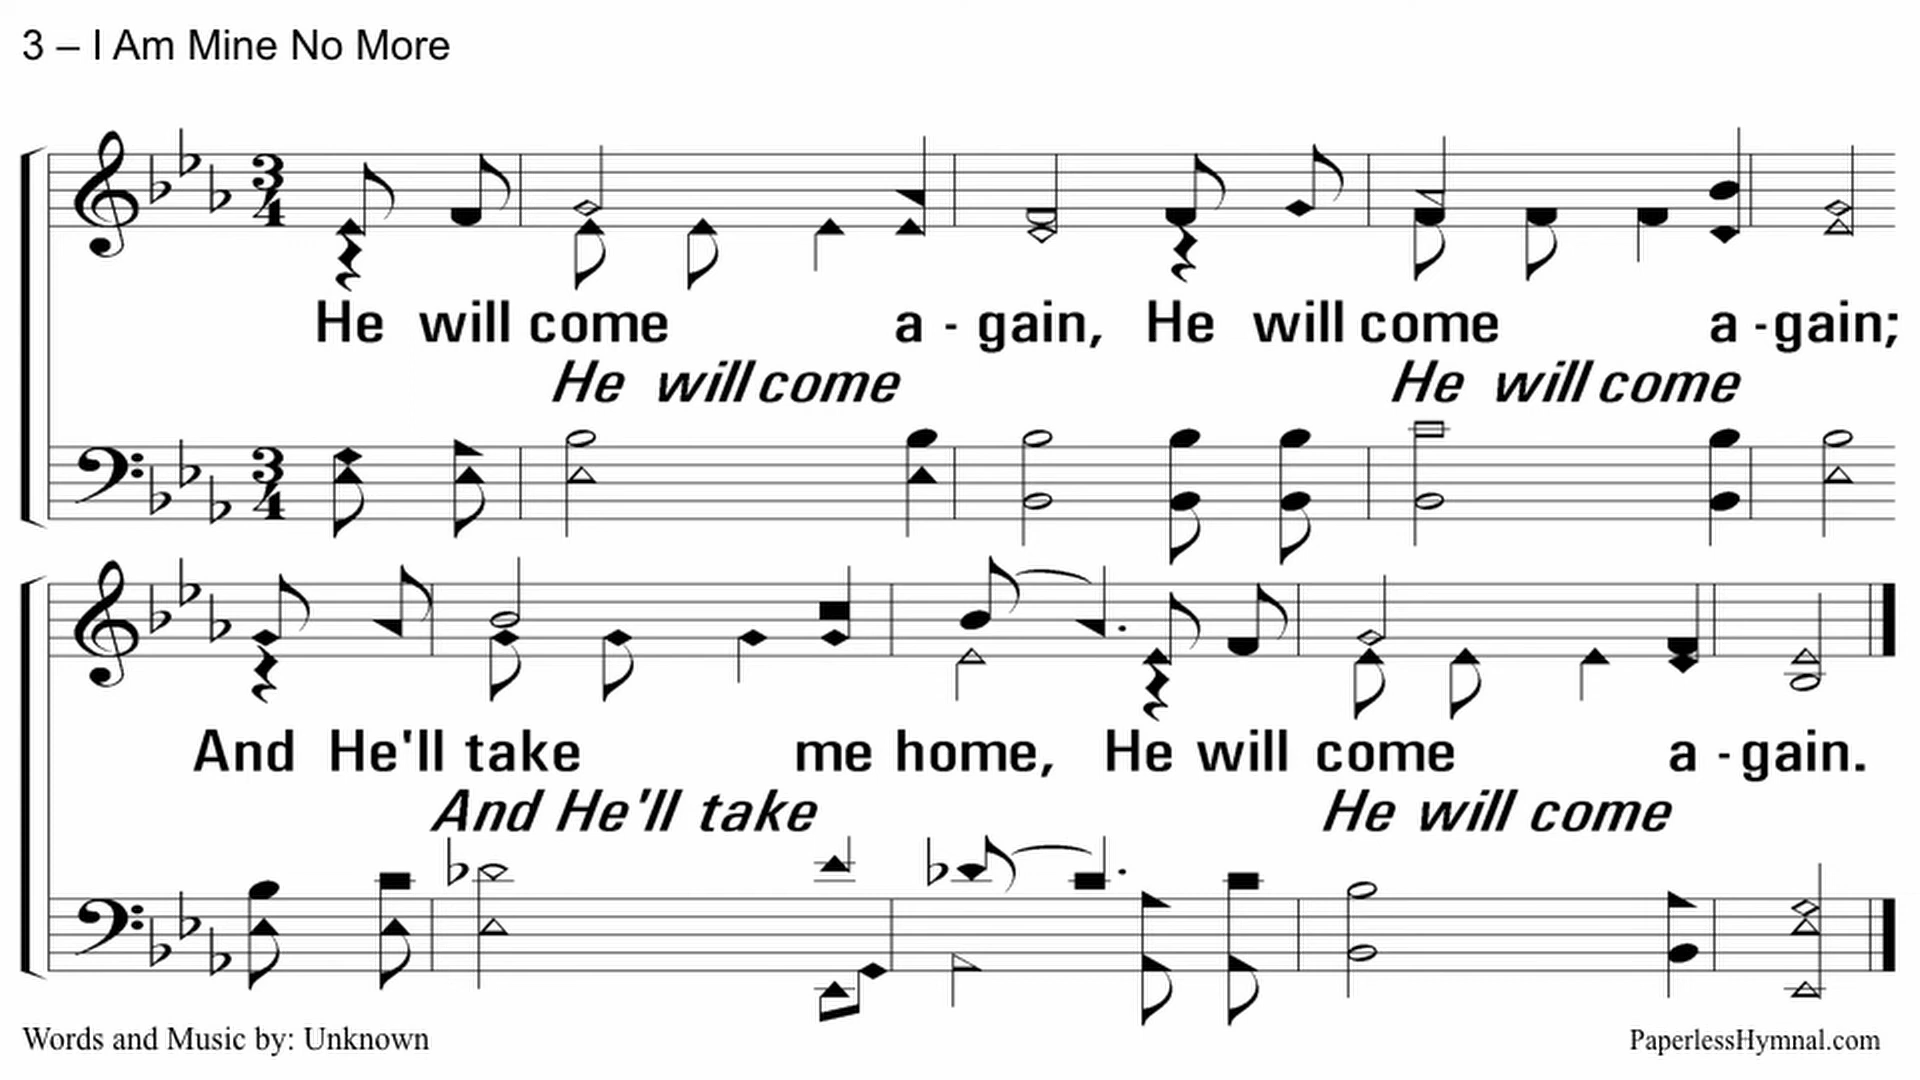 3 – I Am Mine No More
He will come a - gain, He will come a - gain;
He will come He will come
And He'll take me home, He will come a - gain.
And He'll take He will come
Words and Music by: Unknown
PaperlessHymnal.com